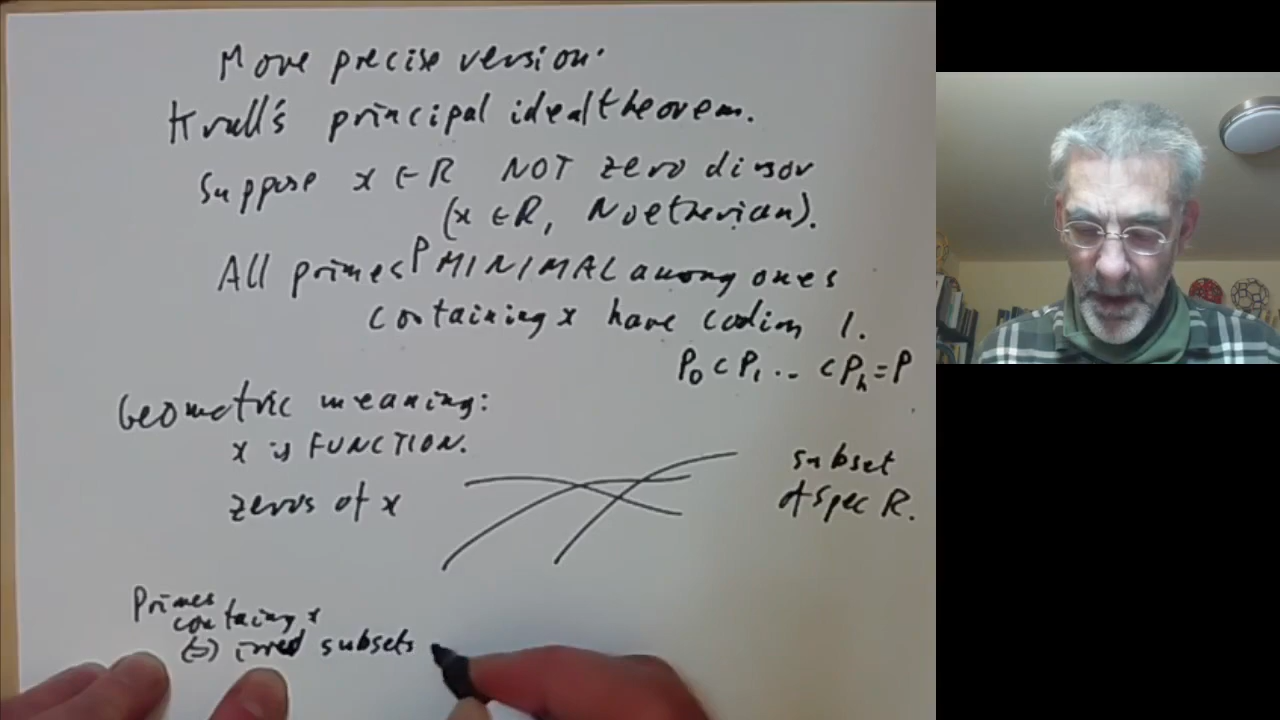 More precise version.
Krull's principal ideal theorem.
Suppose x ∈ R NOT zero divisor
(x ∈ R, Noetherian).
All primes P MINIMAL among ones
containing x have codim 1.
P₀ ⊂ P₁ ... ⊂ Pₕ = P
Geometric meaning:
x is FUNCTION.
zeros of x
subset
of spec R.
Primes
containing x
(↔) irred subsets